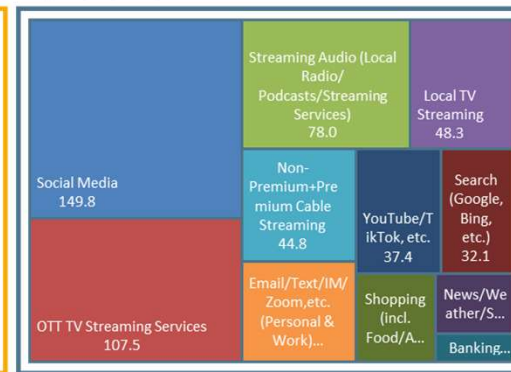 Social Media
149.8
OTT TV Streaming Services
107.5
Streaming Audio (Local
Radio/
Podcasts/Streaming
Services)
78.0
Local TV
Streaming
48.3
Non-
Premium+Pre
mium Cable
Streaming
44.8
YouTube/T
ikTok, etc.
37.4
Search
(Google,
Bing,
etc.)
32.1
Email/Text/IM/
Zoom,etc.
(Personal &
Work)...
Shopping
(incl.
Food/A...
News/We
ather/S...
Banking...